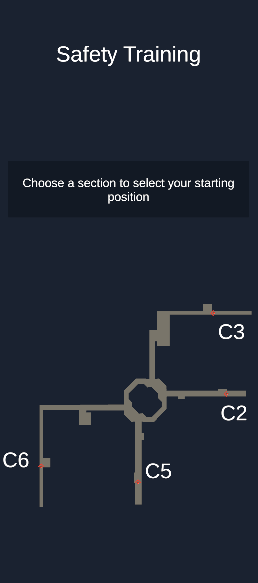 Safety Training
Choose a section to select your starting
position
C3
C2
C6
C5